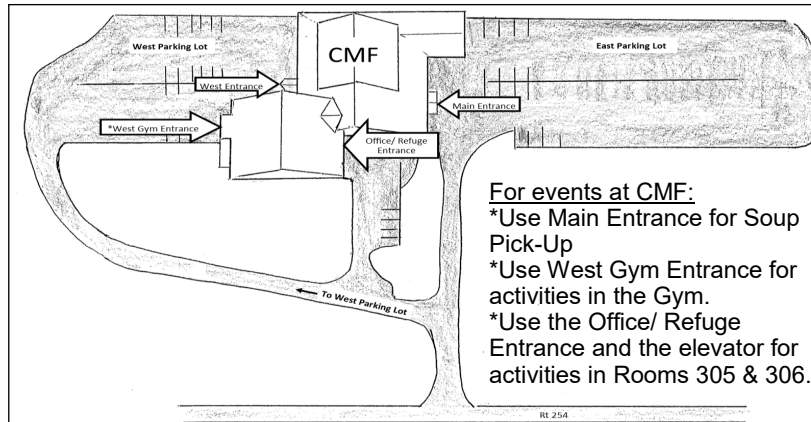 West Parking Lot
CMF
East Parking Lot
West Entrance
Main Entrance
*West Gym Entrance
Office/ Refuge
Entrance
For events at CMF:
*Use Main Entrance for Soup
Pick-Up
*Use West Gym Entrance for
activities in the Gym.
*Use the Office/ Refuge
Entrance and the elevator for
activities in Rooms 305 & 306.
To West Parking Lot
Rt 254